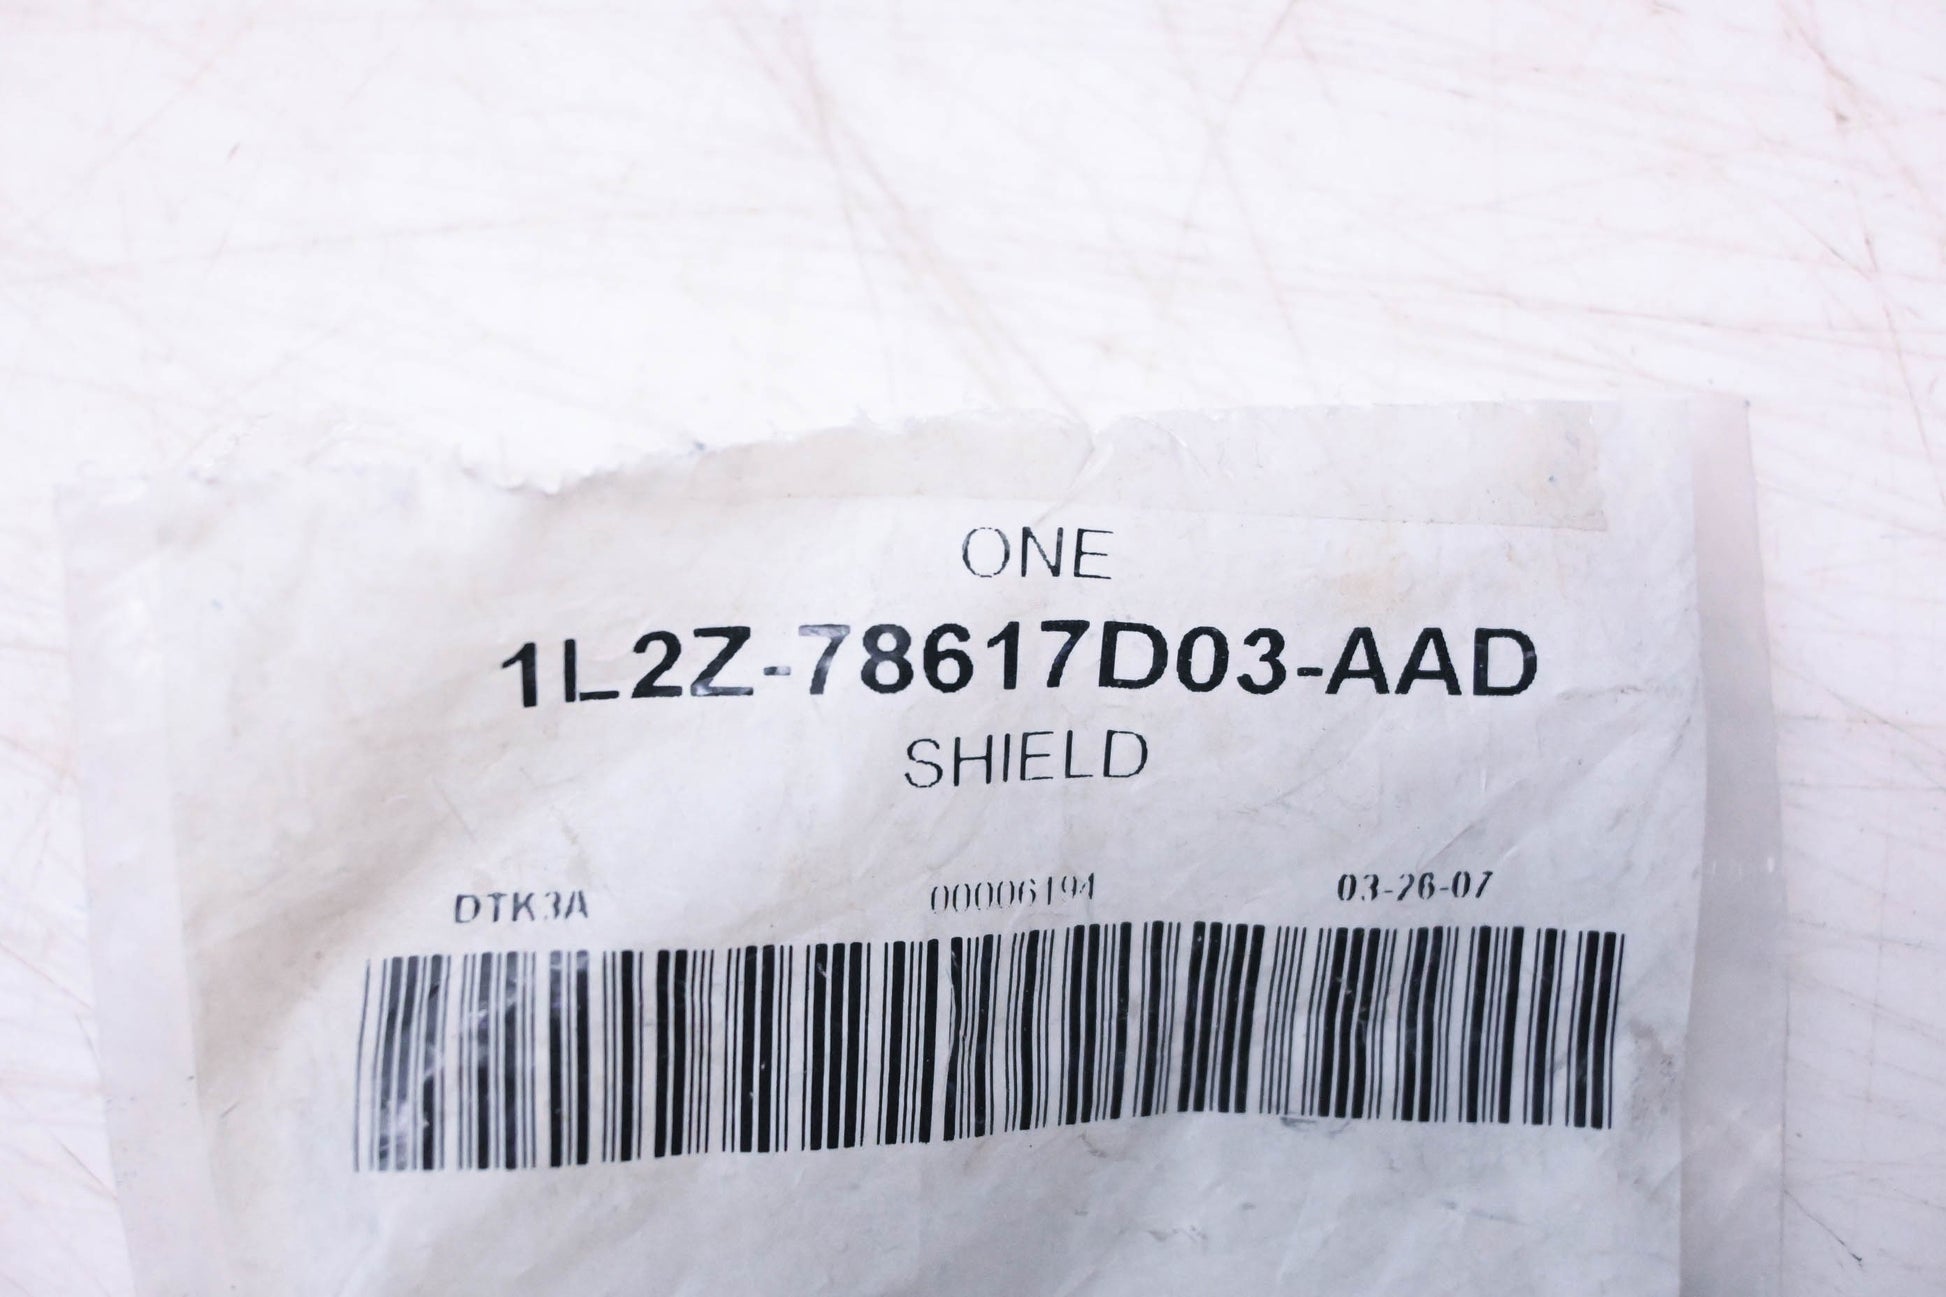 ONE
1L2Z-78617D03-AAD
SHIELD
DTK3A 00006194 03-26-07